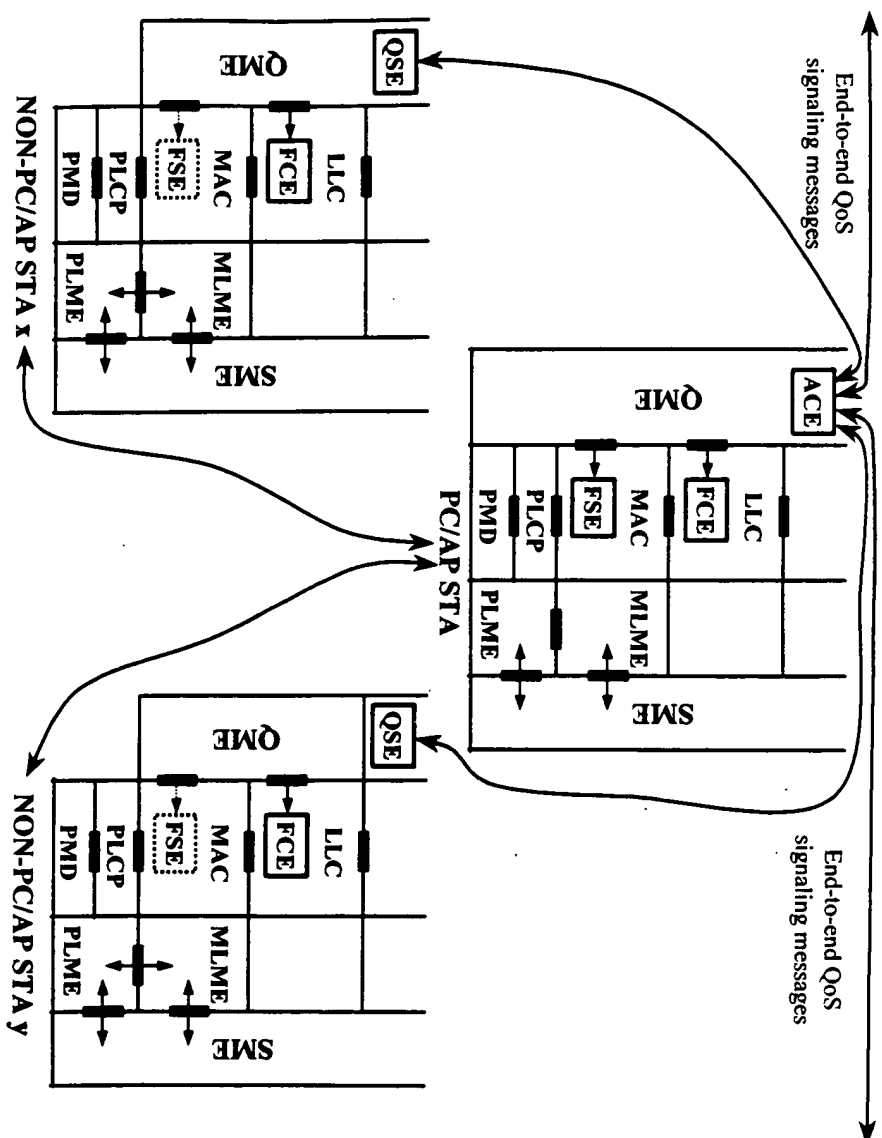 End-to-end QoS
signaling messages
End-to-end QoS
signaling messages
ACE
LLC
FCE
QME
MAC
MLME
SME
FSE
PLCP
PLME
PMD
PC/AP STA
QSE
LLC
FCE
QME
MAC
MLME
SME
FSE
PLCP
PLME
PMD
NON-PC/AP STA x
QSE
LLC
FCE
QME
MAC
MLME
SME
FSE
PLCP
PLME
PMD
NON-PC/AP STA y